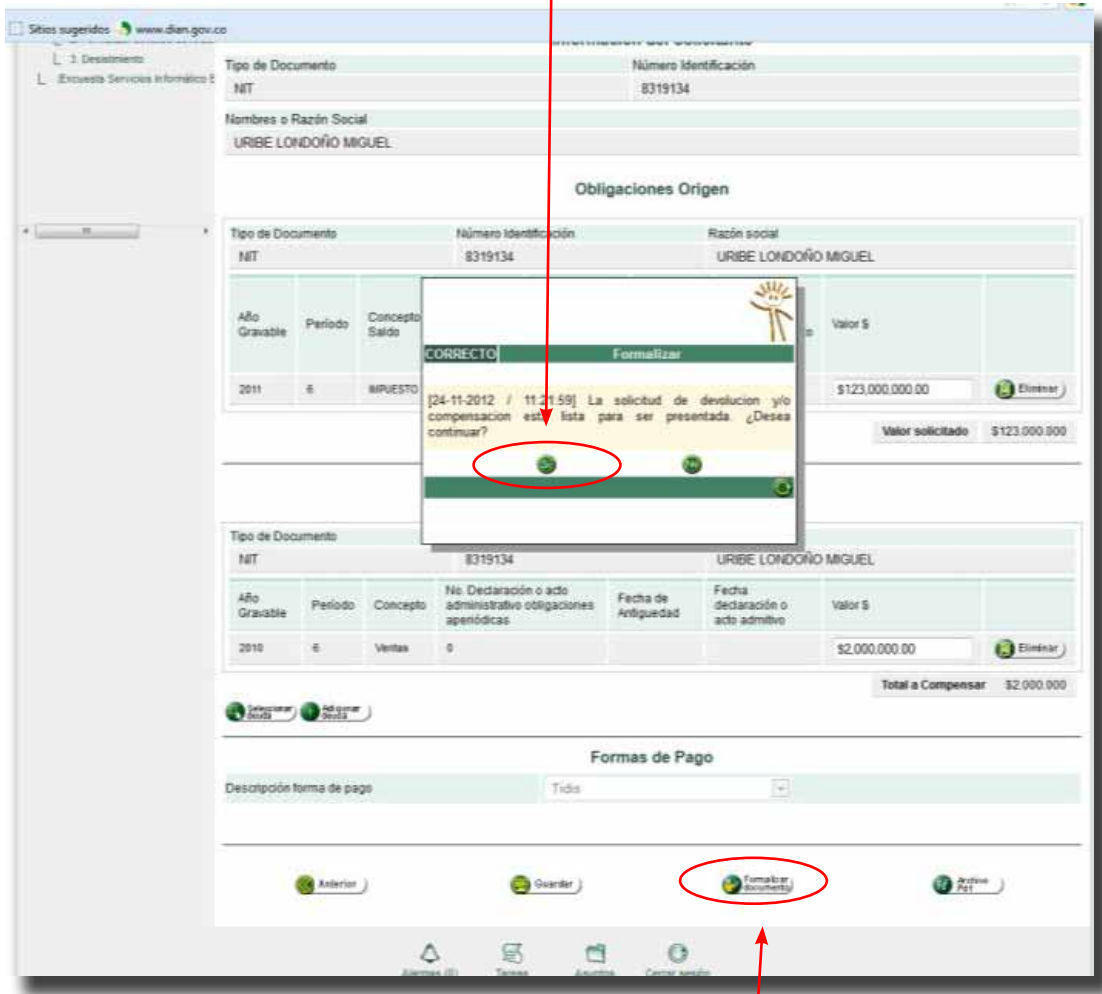 Sitios sugeridos www.dian.gov.co
3. Desistimiento
Encuesta Servicios Informático E
Tipo de Documento Número Identificación
NIT 8319134
Nombres o Razón Social
URIBE LONDOÑO MIGUEL
Obligaciones Origen
Tipo de Documento Número Identificación Razón social
NIT 8319134 URIBE LONDOÑO MIGUEL
Año Gravable Período Concepto Saldo Valor $
2011 6 IMPUESTO $123,000,000.00 Eliminar
Valor solicitado $123.000.000
CORRECTO Formalizar
]24-11-2012 / 11:21:59] La solicitud de devolucion y/o
compensacion esta lista para ser presentada. ¿Desea
continuar?
Tipo de Documento
NIT 8319134 URIBE LONDOÑO MIGUEL
Año Gravable Período Concepto No. Declaración o acto administrativo obligaciones aperiódicas Fecha de Antiguedad Fecha declaración o acto admitivo Valor $
2010 6 Ventas 0 $2,000,000.00 Eliminar
Total a Compensar $2.000.000
Seleccionar deuda Adicionar deuda
Formas de Pago
Descripción forma de pago Tidis
Anterior Guardar Formalizar documento Archivo Pdf
Alarmas (0) Tareas Asuntos Cerrar sesión